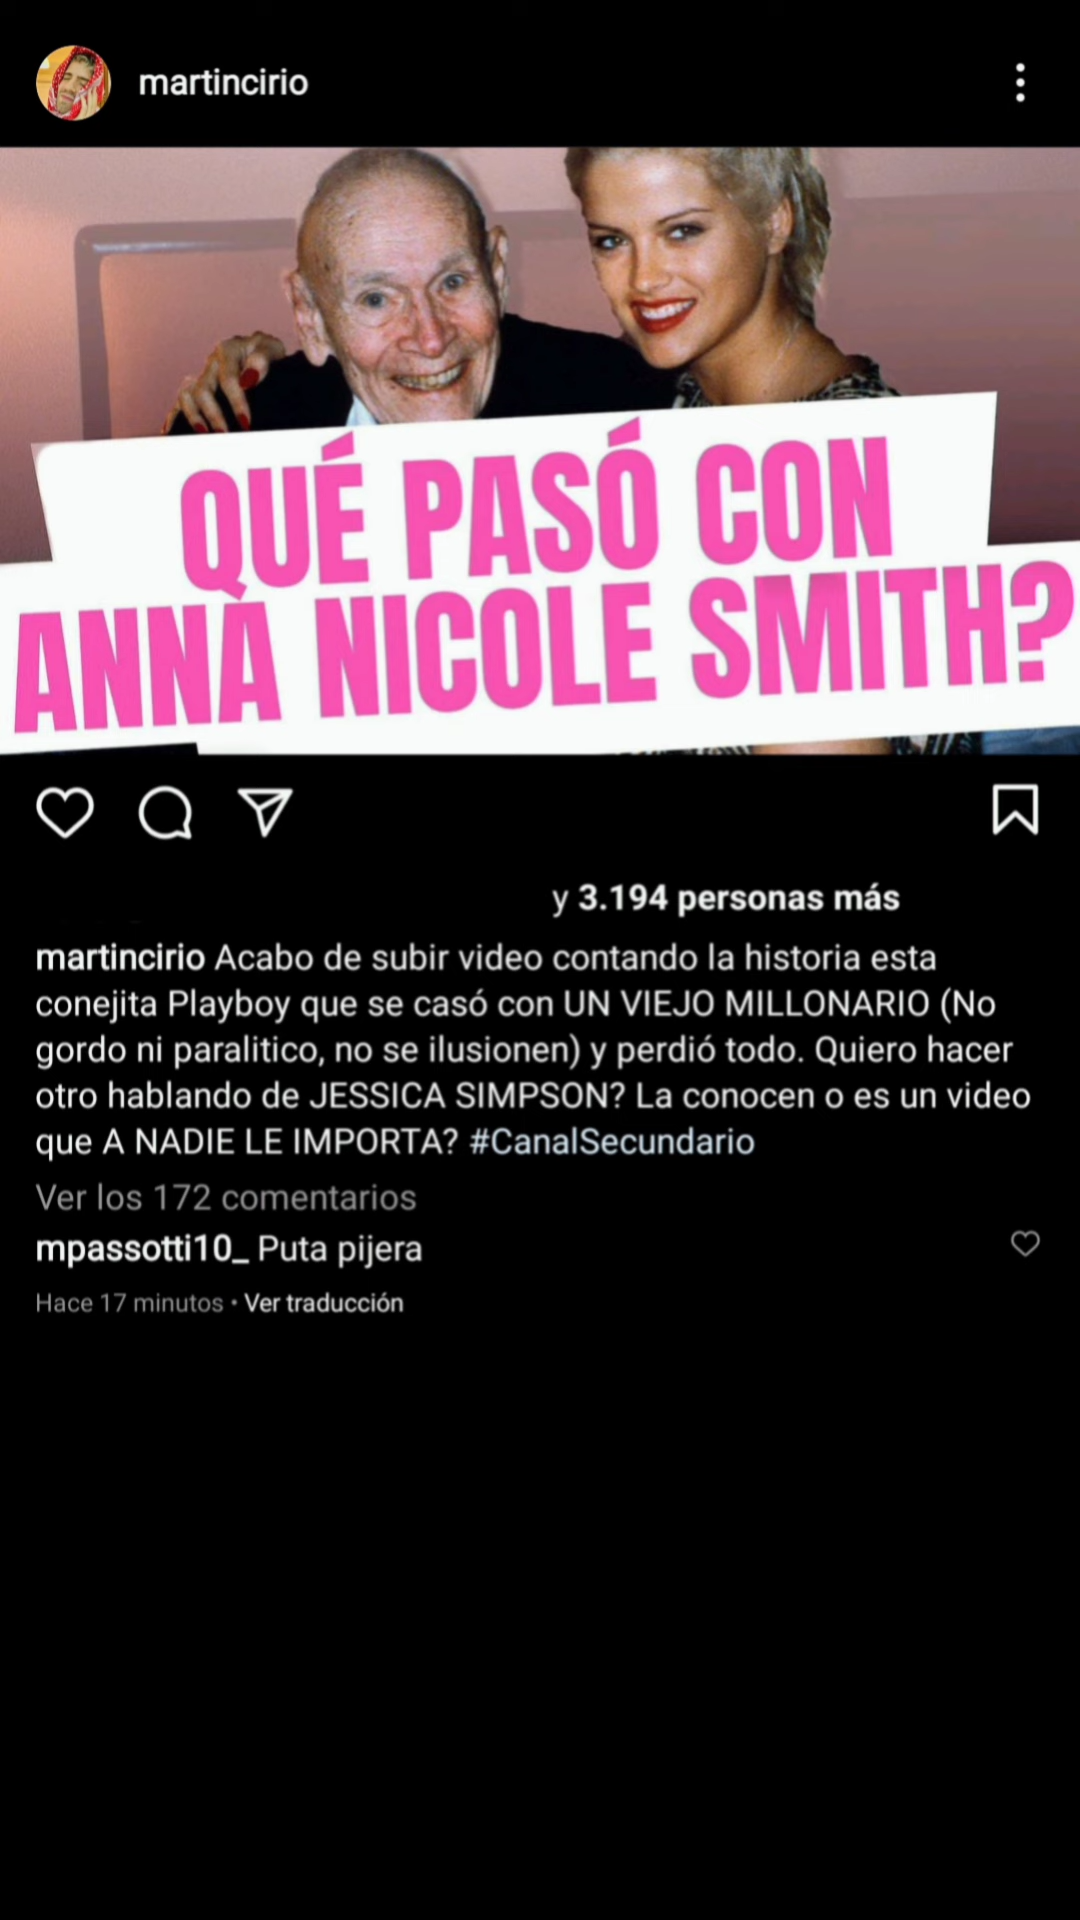 martincirio
QUÉ PASÓ CON
ANNA NICOLE SMITH?
y 3.194 personas más
martincirio Acabo de subir video contando la historia esta
conejita Playboy que se casó con UN VIEJO MILLONARIO (No
gordo ni paralitico, no se ilusionen) y perdió todo. Quiero hacer
otro hablando de JESSICA SIMPSON? La conocen o es un video
que A NADIE LE IMPORTA? #CanalSecundario
Ver los 172 comentarios
mpassotti10_ Puta pijera
Hace 17 minutos • Ver traducción